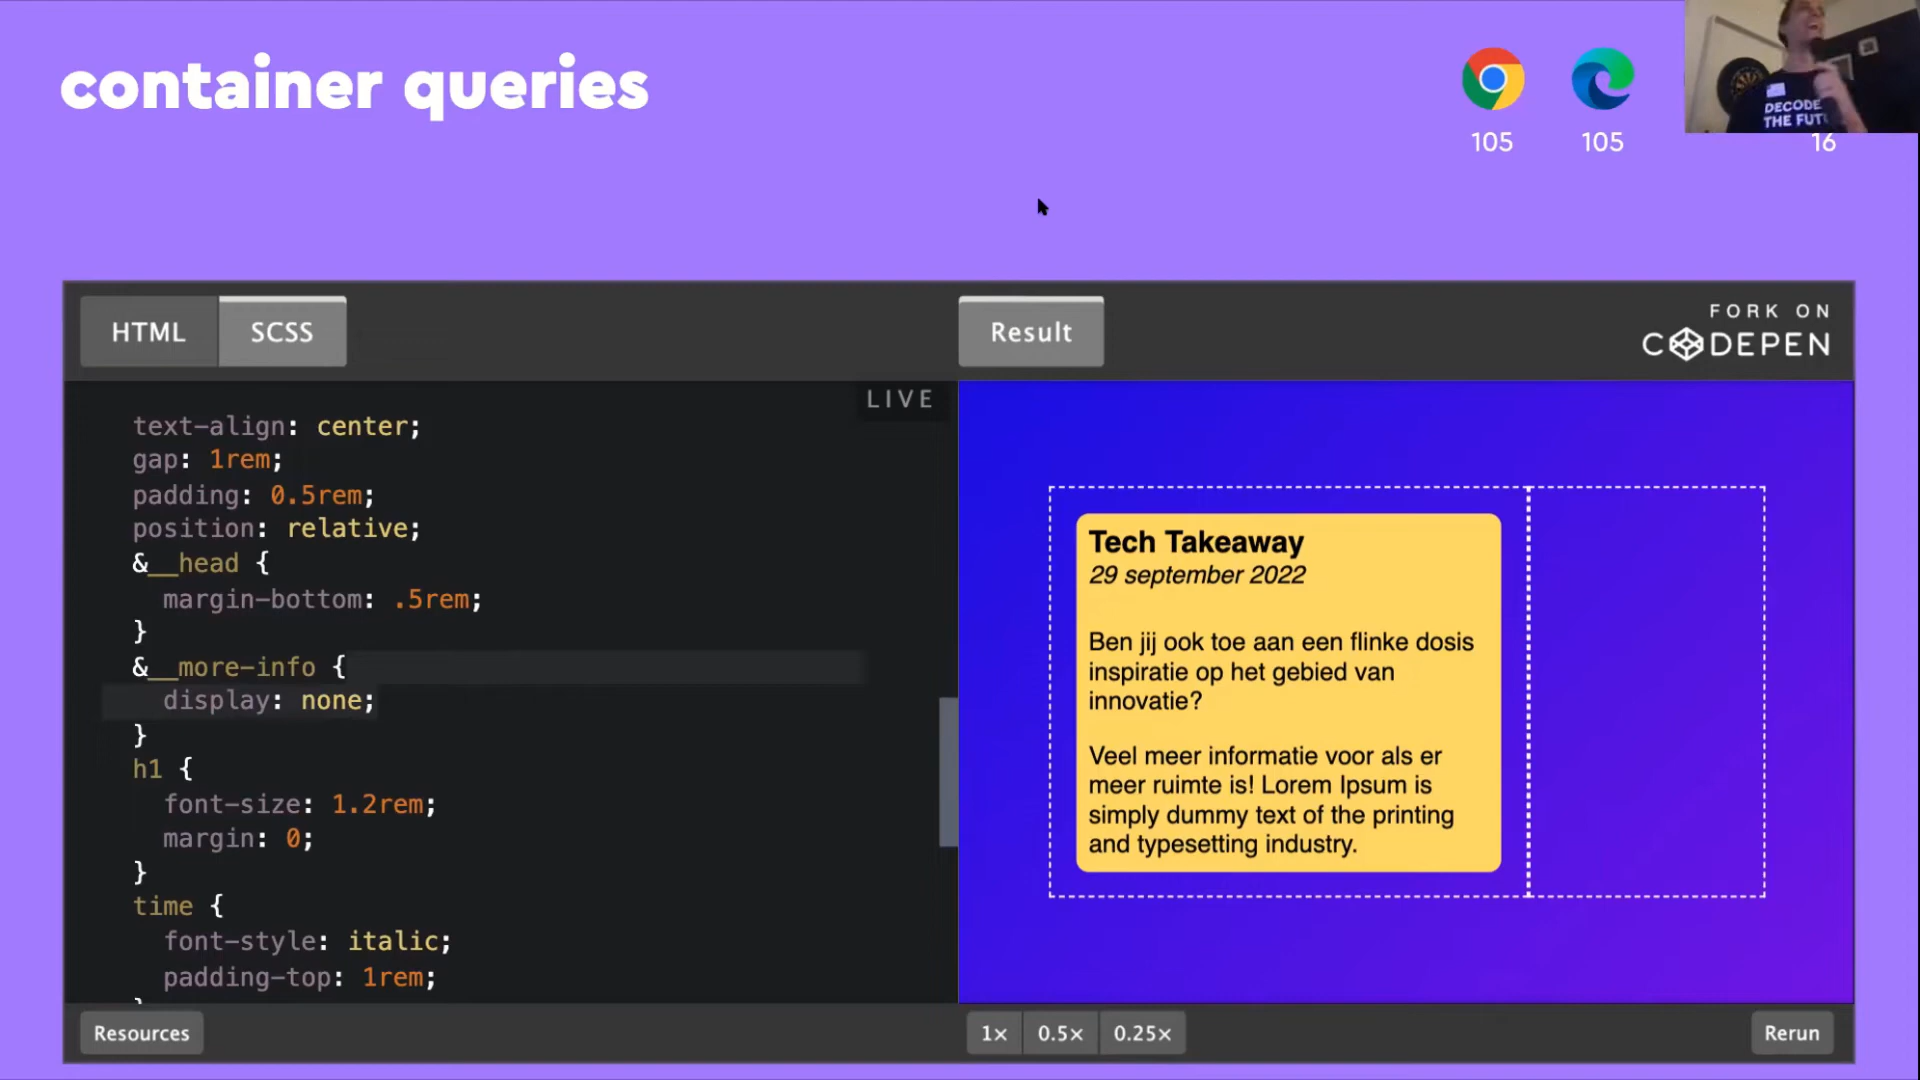 container queries
105
105
16
DECODE
THE FUT
HTML
SCSS
Result
FORK ON
CODEPEN
LIVE
text-align: center;
gap: 1rem;
padding: 0.5rem;
position: relative;
&__head {
margin-bottom: .5rem;
}
&__more-info {
display: none;
}
h1 {
font-size: 1.2rem;
margin: 0;
}
time {
font-style: italic;
padding-top: 1rem;
}
Tech Takeaway
29 september 2022
Ben jij ook toe aan een flinke dosis
inspiratie op het gebied van
innovatie?
Veel meer informatie voor als er
meer ruimte is! Lorem Ipsum is
simply dummy text of the printing
and typesetting industry.
Resources
1×
0.5×
0.25×
Rerun